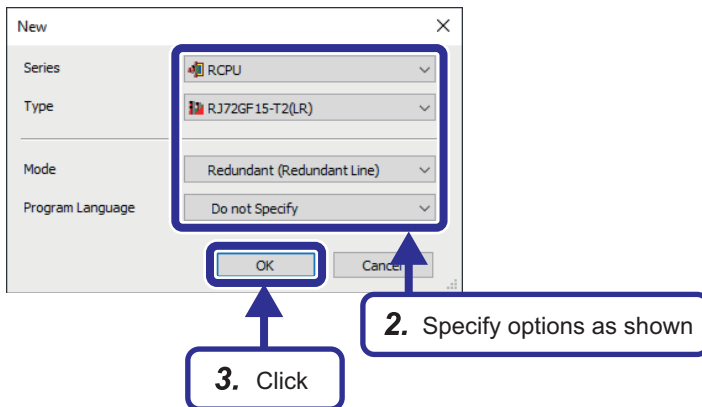 New
Series RCPU
Type RJ72GF15-T2(LR)
Mode Redundant (Redundant Line)
Program Language Do not Specify
OK Cancel
2. Specify options as shown
3. Click